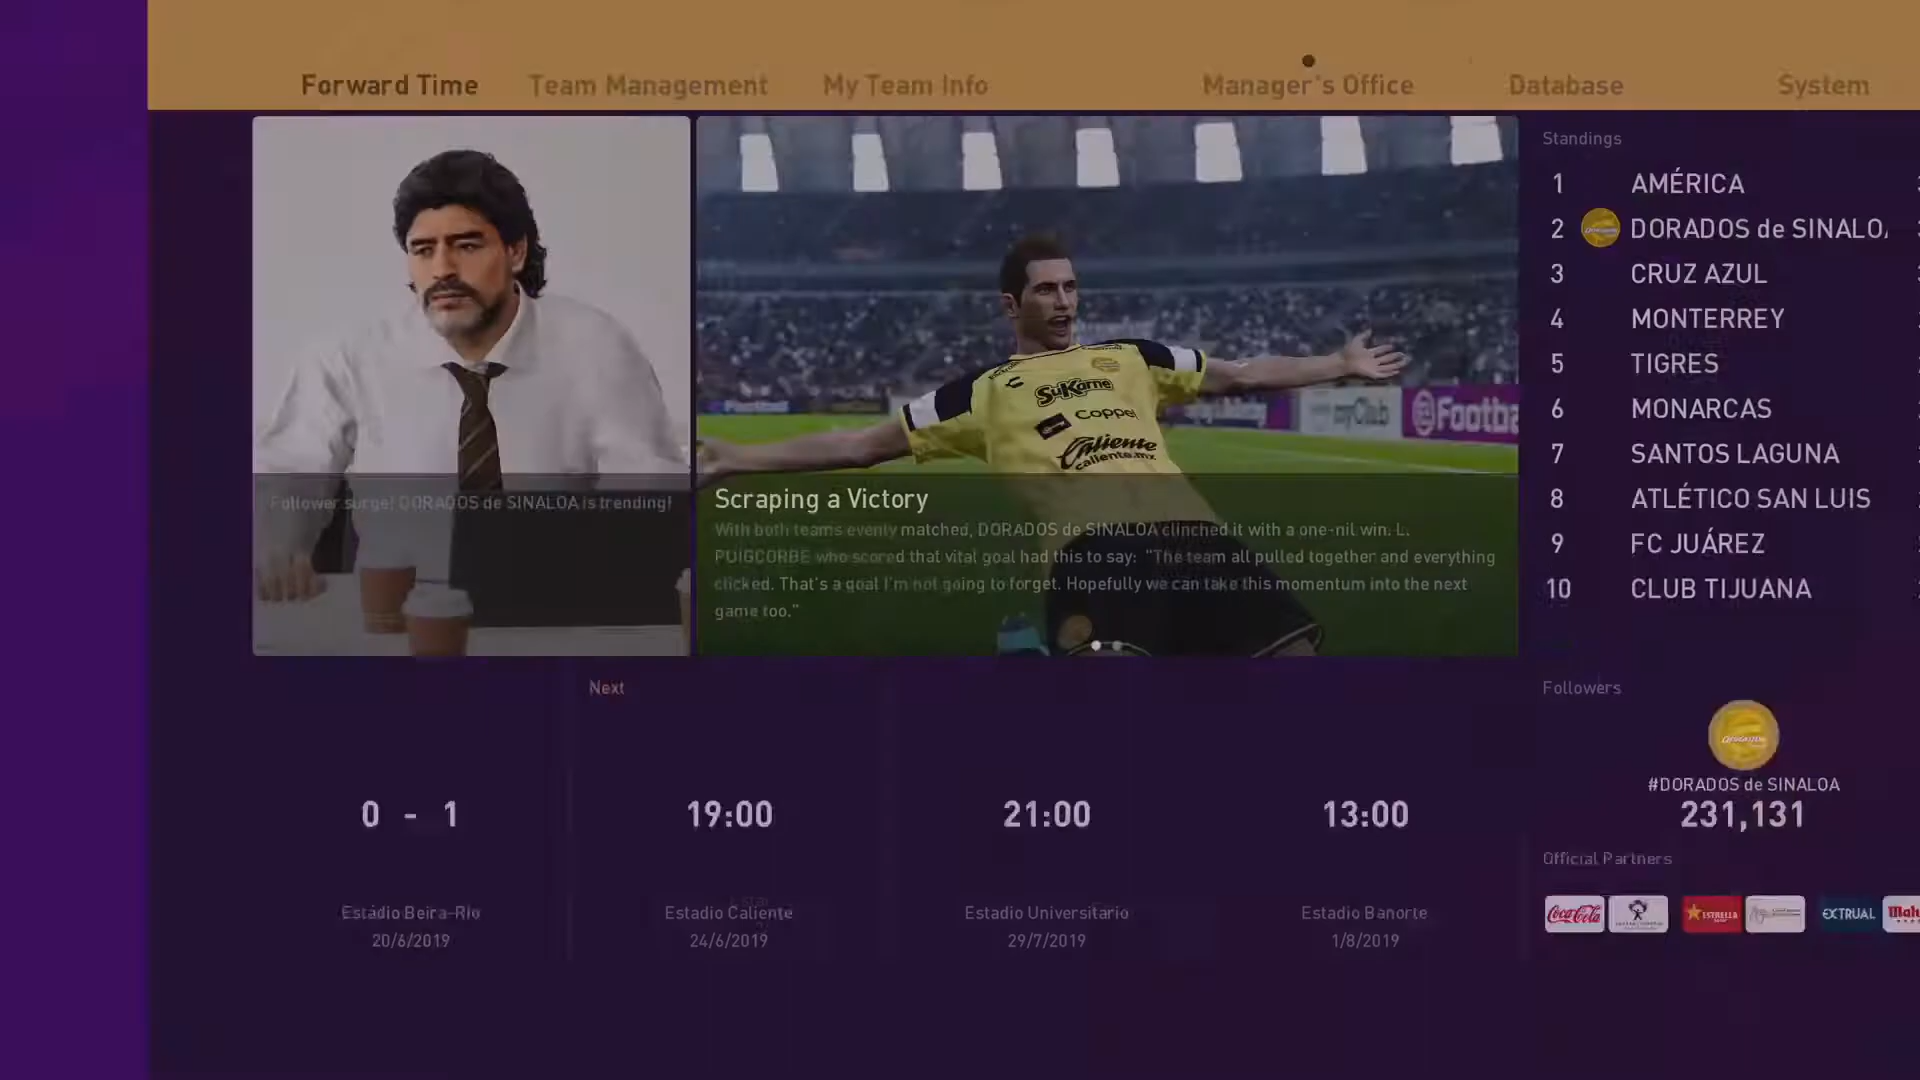 Forward Time
Team Management
My Team Info
Manager's Office
Database
System
Follower surge! DORADOS de SINALOA is trending!
SuKarne
Coppel
Caliente
caliente.mx
myClub
Footba
Scraping a Victory
With both teams evenly matched, DORADOS de SINALOA clinched it with a one-nil win. L.
PUIGCORBE who scored that vital goal had this to say: "The team all pulled together and everything
clicked. That's a goal I'm not going to forget. Hopefully we can take this momentum into the next
game too."
Standings
1 AMÉRICA
2 DORADOS de SINALO
3 CRUZ AZUL
4 MONTERREY
5 TIGRES
6 MONARCAS
7 SANTOS LAGUNA
8 ATLÉTICO SAN LUIS
9 FC JUÁREZ
10 CLUB TIJUANA
Next
0 - 1
19:00
21:00
13:00
Estádio Beira-Rio
20/6/2019
Estadio Caliente
24/6/2019
Estadio Universitario
29/7/2019
Estadio Banorte
1/8/2019
Followers
#DORADOS de SINALOA
231,131
Official Partners
Coca-Cola
ESTRELLA
EXTRUAL